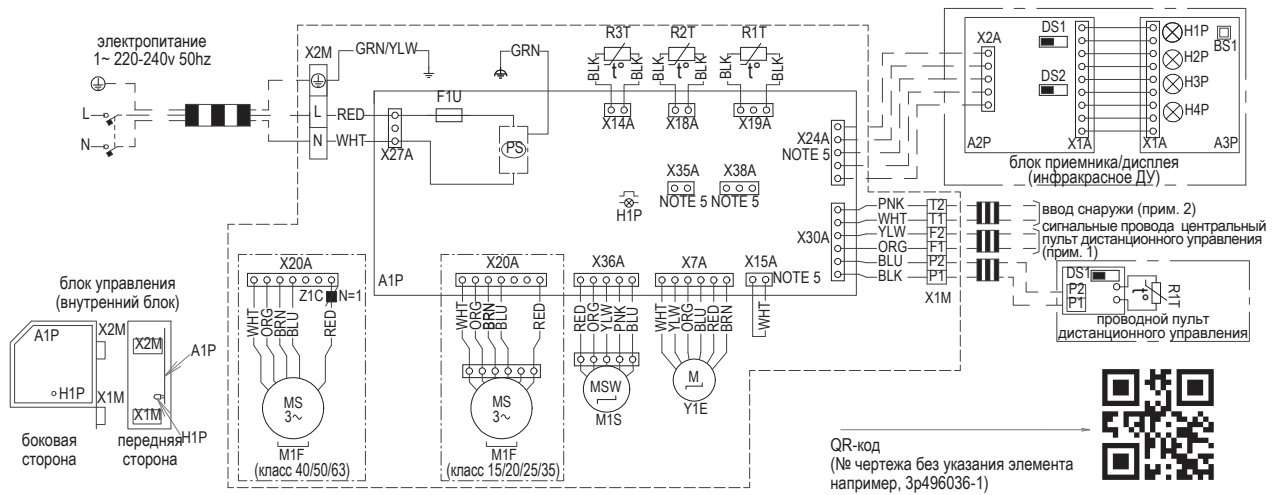 электропитание
1~ 220-240v 50hz
L
N
X2M
L
N
GRN/YLW
GRN
RED
WHT
F1U
X27A
PS
R3T
R2T
R1T
t°
t°
t°
BLK
BLK
BLK
BLK
BLK
BLK
X14A
X18A
X19A
X35A
X38A
NOTE 5
NOTE 5
H1P
X24A
NOTE 5
X30A
X2A
DS1
DS2
A2P
X1A
X1A
H1P
H2P
H3P
H4P
BS1
A3P
блок приемника/дисплея
(инфракрасное ДУ)
PNK
WHT
YLW
ORG
BLU
BLK
T2
T1
F2
F1
P2
P1
X1M
ввод снаружи (прим. 2)
сигнальные провода центральный
пульт дистанционного управления
(прим. 1)
DS1
P2
P1
t°
R1T
проводной пульт
дистанционного управления
A1P
X20A
Z1C
N=1
WHT
ORG
BRN
BLU
RED
MS
3~
M1F
(класс 40/50/63)
X20A
WHT
ORG
BRN
BLU
RED
MS
3~
M1F
(класс 15/20/25/35)
X36A
RED
ORG
YLW
PNK
BLU
MSW
M1S
X7A
WHT
YLW
ORG
BLU
RED
BRN
M
Y1E
X15A
NOTE 5
WHT
блок управления
(внутренний блок)
A1P
X2M
H1P
X1M
X2M
A1P
X1M
H1P
боковая
сторона
передняя
сторона
QR-код
(№ чертежа без указания элемента
например, 3p496036-1)